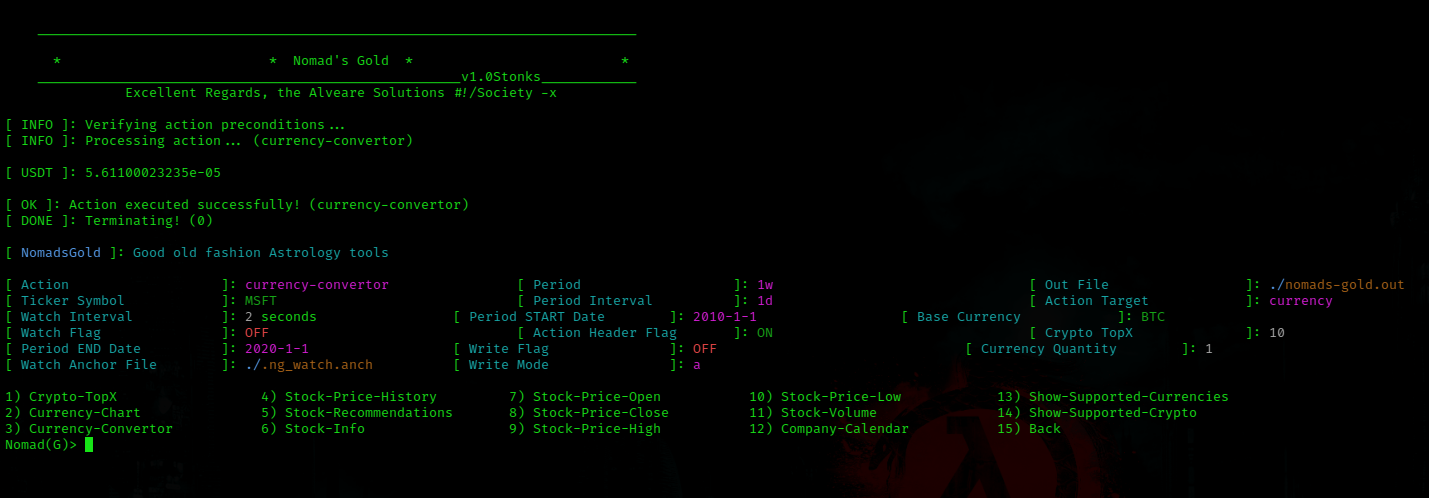 * * Nomad's Gold * *
v1.0Stonks
Excellent Regards, the Alveare Solutions #!/Society -x
[ INFO ]: Verifying action preconditions...
[ INFO ]: Processing action... (currency-convertor)
[ USDT ]: 5.61100023235e-05
[ OK ]: Action executed successfully! (currency-convertor)
[ DONE ]: Terminating! (0)
[ NomadsGold ]: Good old fashion Astrology tools
[ Action ]: currency-convertor [ Period ]: 1w [ Out File ]: ./nomads-gold.out
[ Ticker Symbol ]: MSFT [ Period Interval ]: 1d [ Action Target ]: currency
[ Watch Interval ]: 2 seconds [ Period START Date ]: 2010-1-1 [ Base Currency ]: BTC
[ Watch Flag ]: OFF [ Action Header Flag ]: ON [ Crypto TopX ]: 10
[ Period END Date ]: 2020-1-1 [ Write Flag ]: OFF [ Currency Quantity ]: 1
[ Watch Anchor File ]: ./.ng_watch.anch [ Write Mode ]: a
1) Crypto-TopX 4) Stock-Price-History 7) Stock-Price-Open 10) Stock-Price-Low 13) Show-Supported-Currencies
2) Currency-Chart 5) Stock-Recommendations 8) Stock-Price-Close 11) Stock-Volume 14) Show-Supported-Crypto
3) Currency-Convertor 6) Stock-Info 9) Stock-Price-High 12) Company-Calendar 15) Back
Nomad(G)>